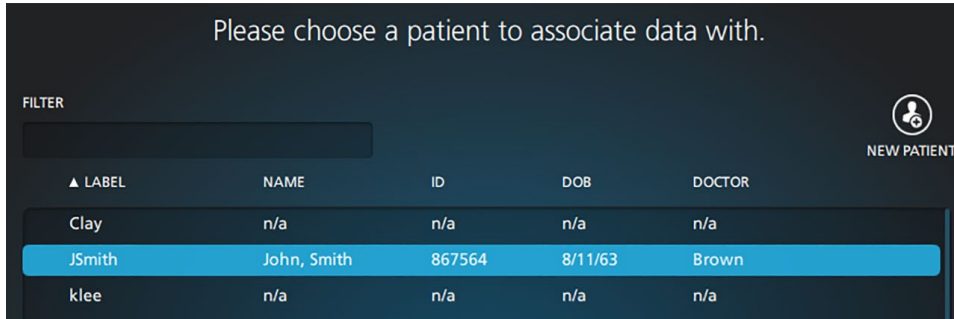 Please choose a patient to associate data with.
FILTER
NEW PATIENT
▲ LABEL NAME ID DOB DOCTOR
Clay n/a n/a n/a n/a
JSmith John, Smith 867564 8/11/63 Brown
klee n/a n/a n/a n/a